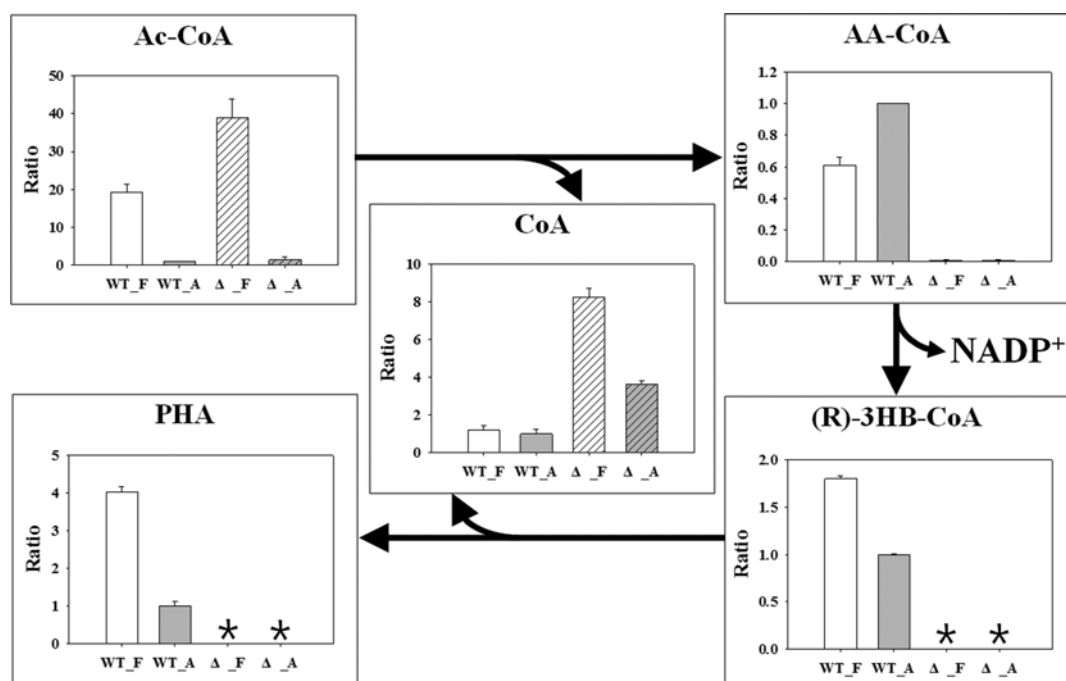 Ac-CoA
Ratio
50
40
30
20
10
0
WT_F WT_A Δ _F Δ _A
AA-CoA
Ratio
1.2
1.0
0.8
0.6
0.4
0.2
0.0
WT_F WT_A Δ _F Δ _A
CoA
Ratio
10
8
6
4
2
0
WT_F WT_A Δ _F Δ _A
NADP⁺
PHA
Ratio
5
4
3
2
1
0
* *
WT_F WT_A Δ _F Δ _A
(R)-3HB-CoA
Ratio
2.0
1.5
1.0
0.5
0.0
* *
WT_F WT_A Δ _F Δ _A